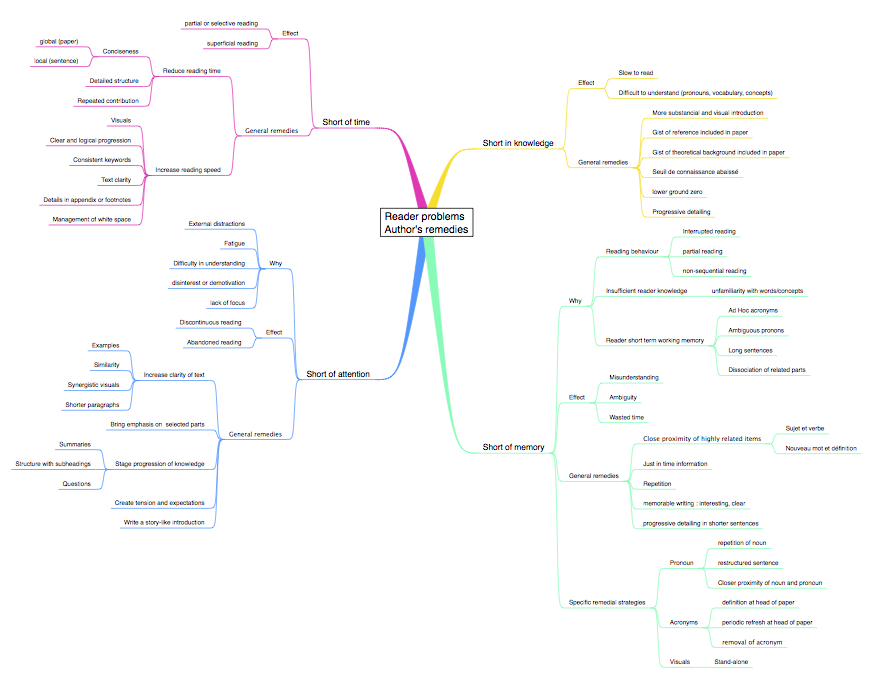 Reader problems
Author's remedies
Short of time
Effect
partial or selective reading
superficial reading
General remedies
Reduce reading time
Conciseness
global (paper)
local (sentence)
Detailed structure
Repeated contribution
Increase reading speed
Visuals
Clear and logical progression
Consistent keywords
Text clarity
Details in appendix or footnotes
Management of white space
Short of attention
Why
External distractions
Fatigue
Difficulty in understanding
disinterest or demotivation
lack of focus
Effect
Discontinuous reading
Abandoned reading
General remedies
Increase clarity of text
Examples
Similarity
Synergistic visuals
Shorter paragraphs
Bring emphasis on selected parts
Stage progression of knowledge
Summaries
Structure with subheadings
Questions
Create tension and expectations
Write a story-like introduction
Short in knowledge
Effect
Slow to read
Difficult to understand (pronouns, vocabulary, concepts)
General remedies
More substancial and visual introduction
Gist of reference included in paper
Gist of theoretical background included in paper
Seuil de connaissance abaissé
lower ground zero
Progressive detailing
Short of memory
Why
Reading behaviour
Interrupted reading
partial reading
non-sequential reading
Insufficient reader knowledge
unfamiliarity with words/concepts
Reader short term working memory
Ad Hoc acronyms
Ambiguous pronons
Long sentences
Dissociation of related parts
Effect
Misunderstanding
Ambiguity
Wasted time
General remedies
Close proximity of highly related items
Sujet et verbe
Nouveau mot et définition
Just in time information
Repetition
memorable writing : interesting, clear
progressive detailing in shorter sentences
Specific remedial strategies
Pronoun
repetition of noun
restructured sentence
Closer proximity of noun and pronoun
Acronyms
definition at head of paper
periodic refresh at head of paper
removal of acronym
Visuals
Stand-alone